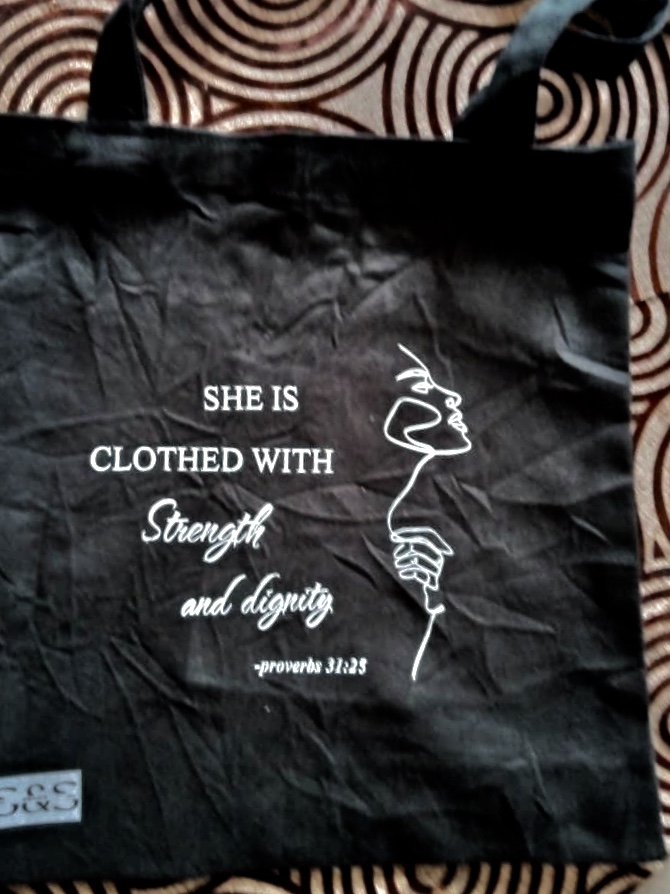 SHE IS
CLOTHED WITH
Strength
and dignity
-proverbs 31:25